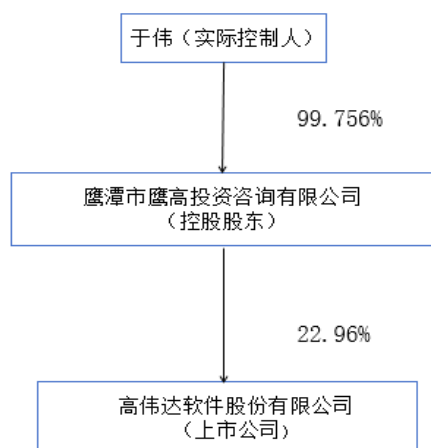 于伟（实际控制人）
99.756%
鹰潭市鹰高投资咨询有限公司
（控股股东）
22.96%
高伟达软件股份有限公司
（上市公司）